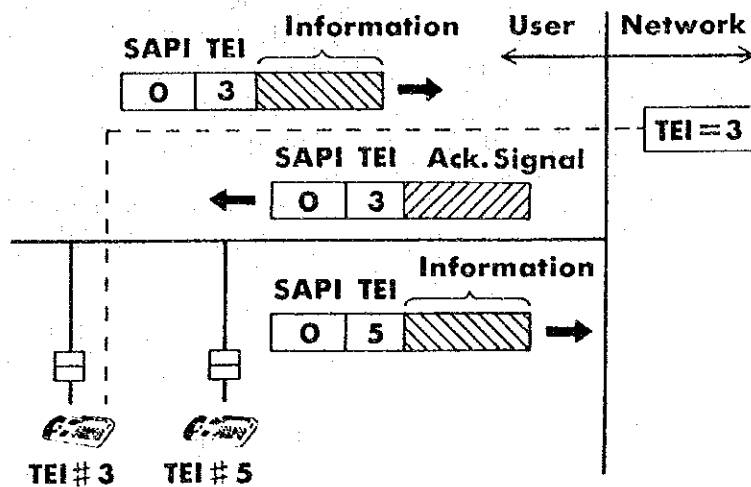 Information
User
Network
SAPI TEI
0 3
TEI=3
SAPI TEI Ack. Signal
0 3
Information
SAPI TEI
0 5
TEI#3
TEI#5